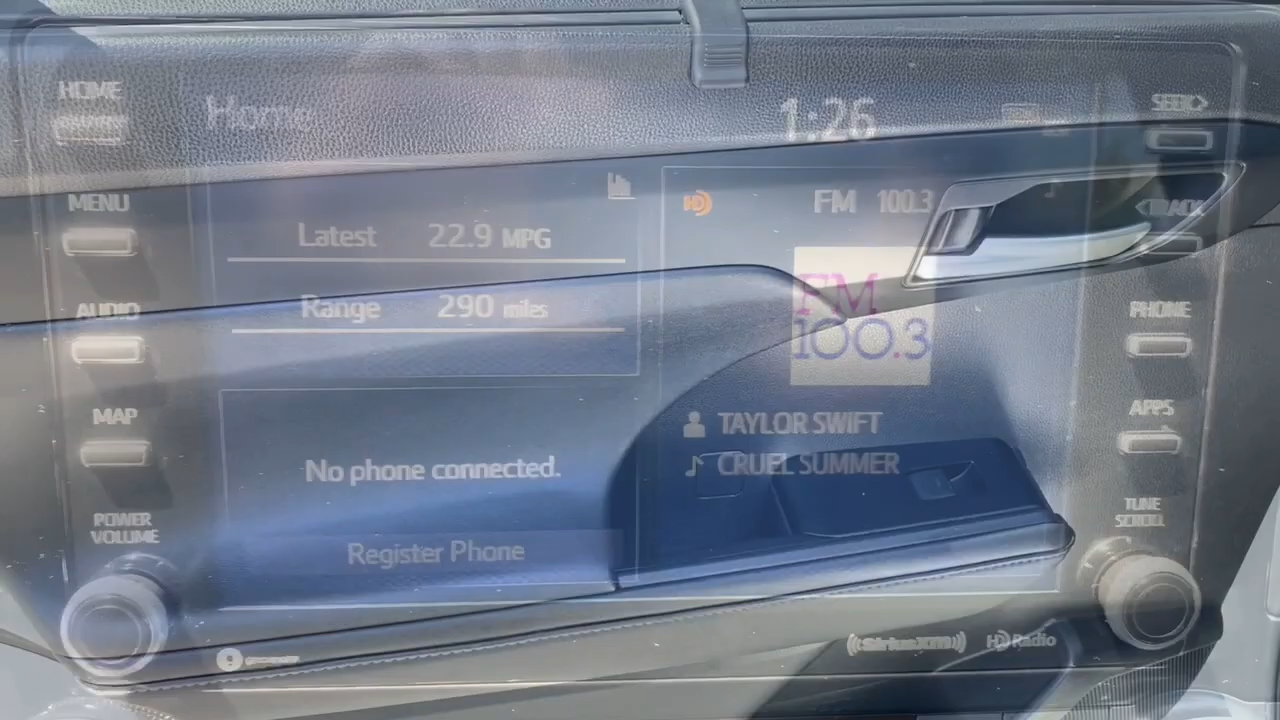 HOME
Home
1:26
SEEK>
MENU
Latest 22.9 MPG
HD
FM 100.3
<TRACK
AUDIO
Range 290 miles
FM
100.3
PHONE
MAP
TAYLOR SWIFT
CRUEL SUMMER
APPS
No phone connected.
POWER
VOLUME
TUNE
SCROLL
Register Phone
((SiriusXM))
HD Radio